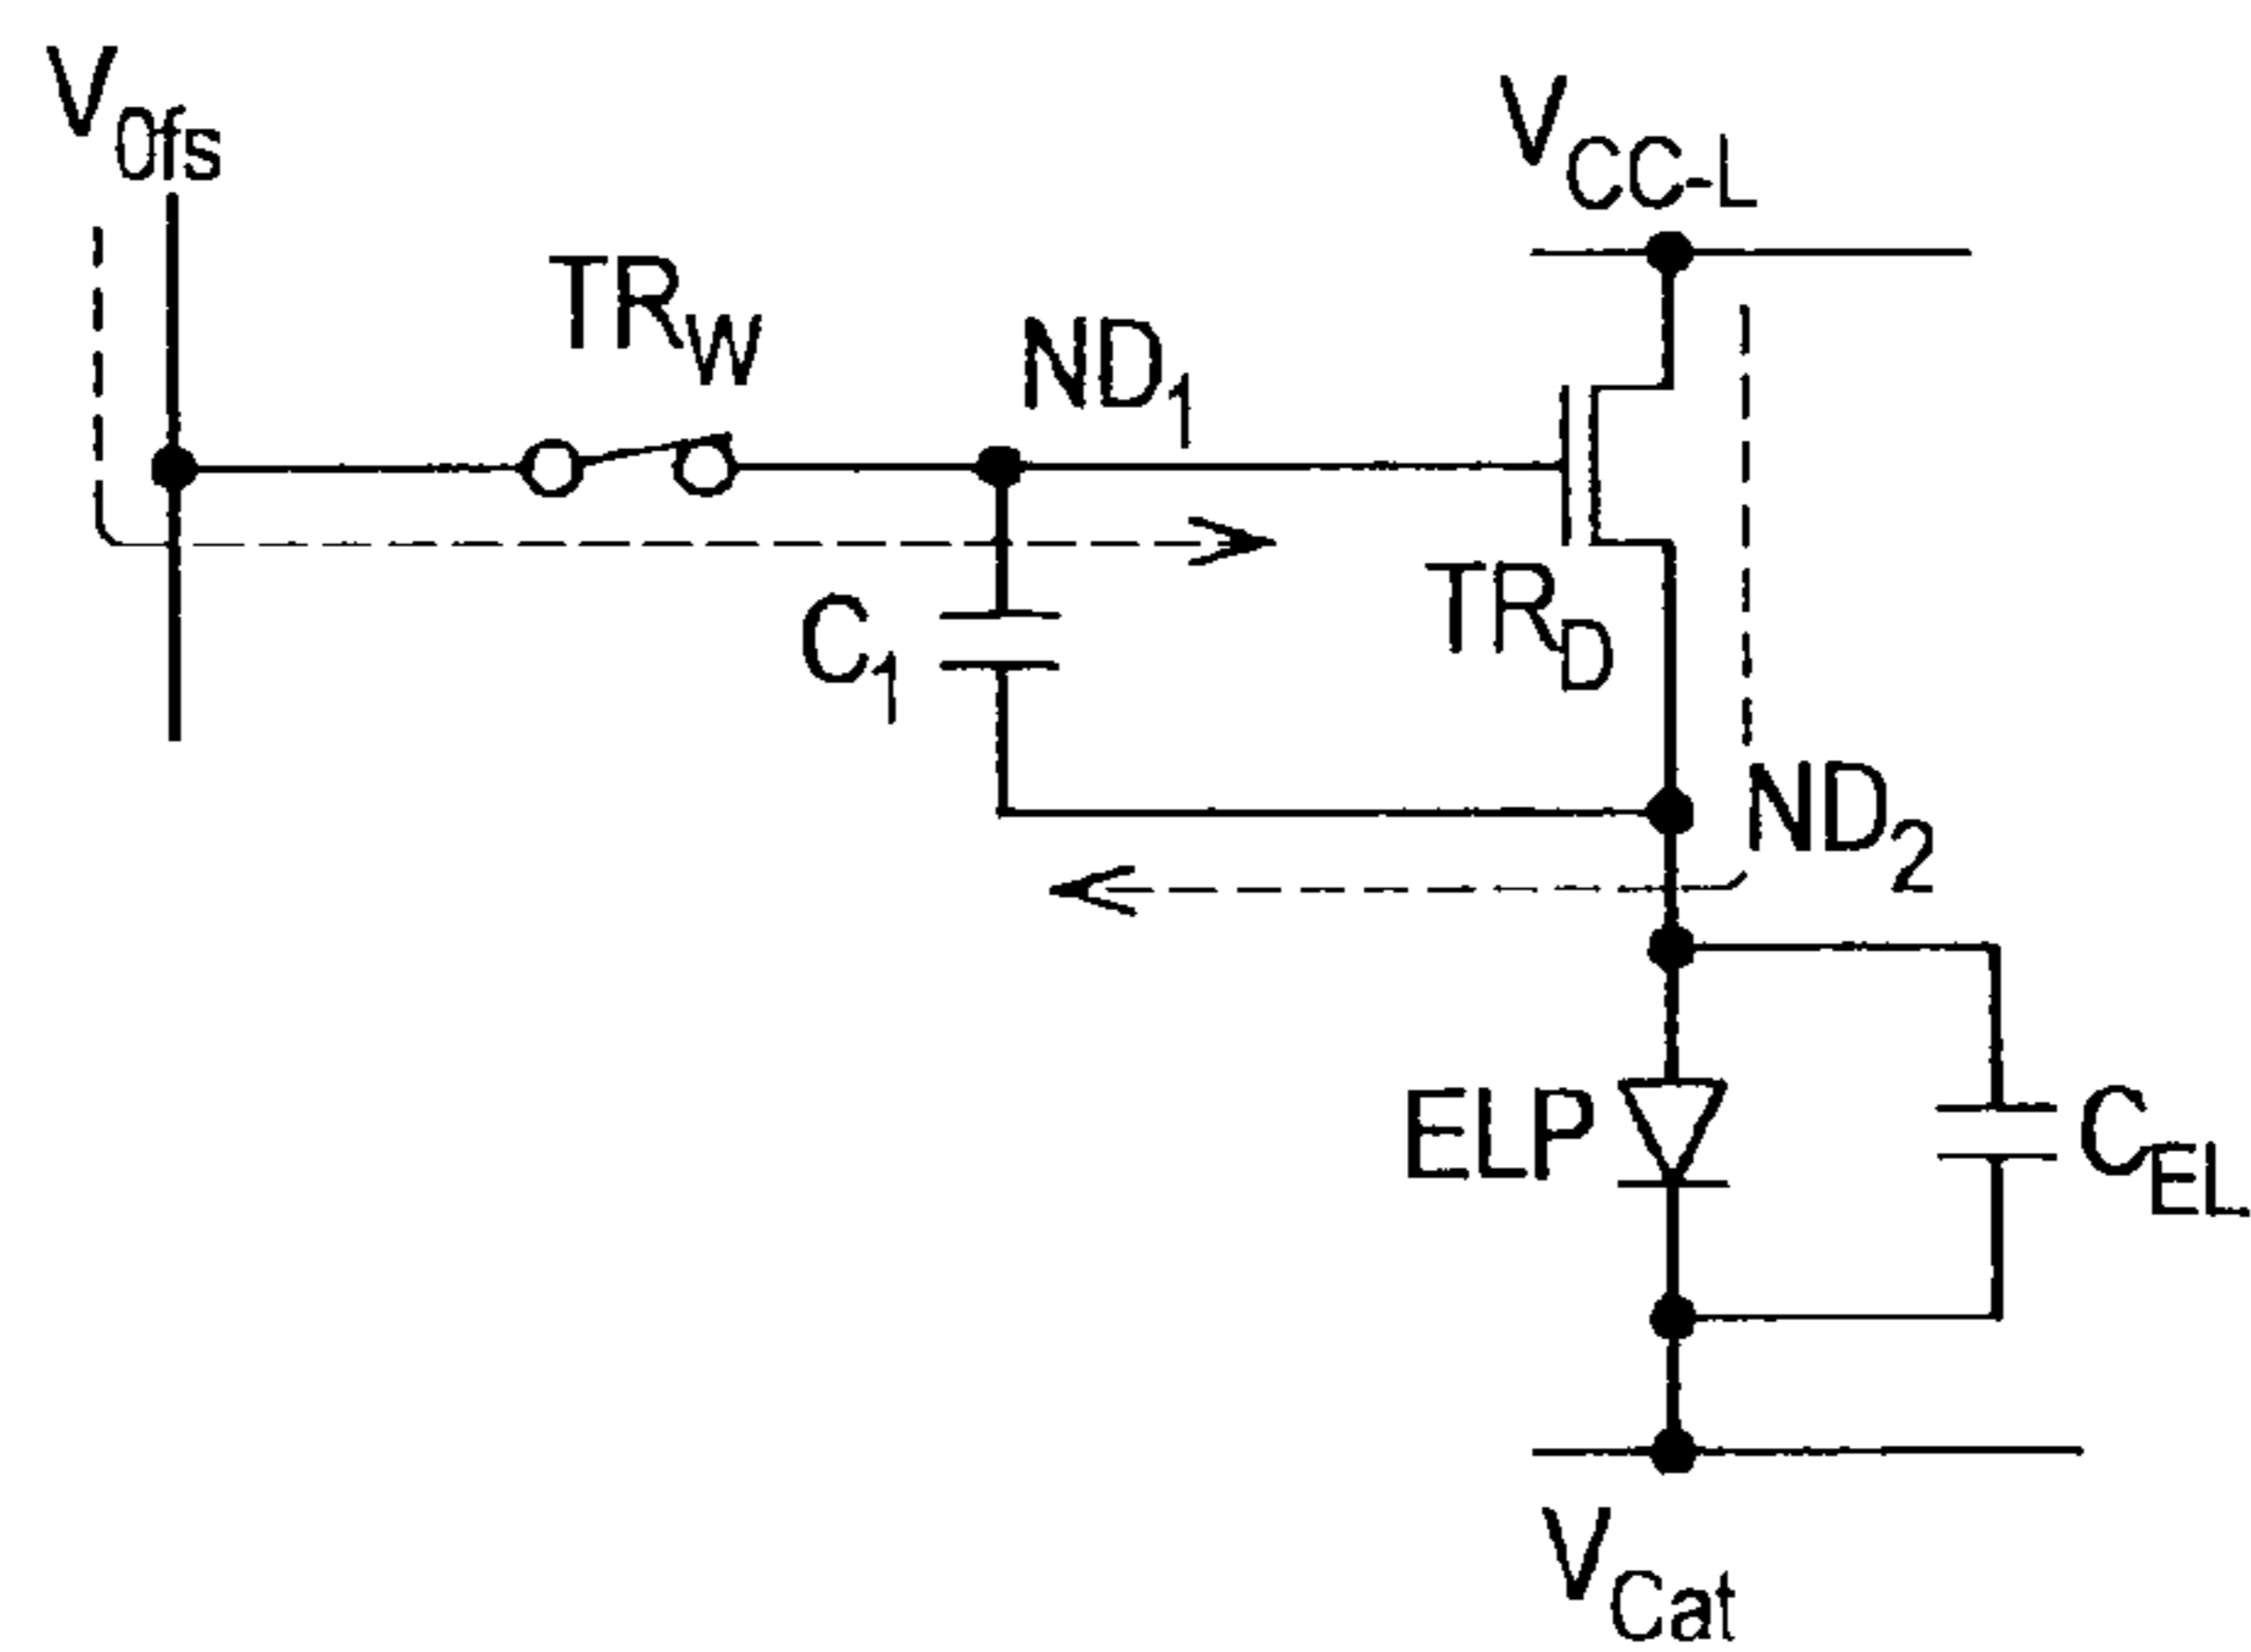 V0fs
VCC-L
TRW
ND1
C1
TRD
ND2
ELP
CEL
VCat